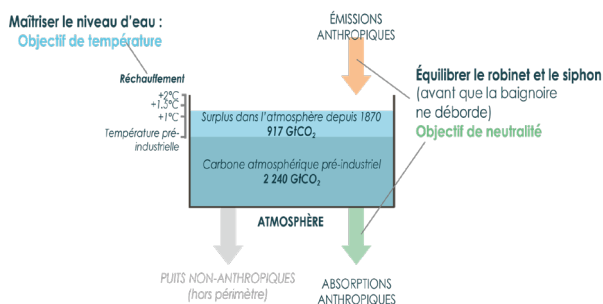 Maîtriser le niveau d'eau:
Objectif de température
ÉMISSIONS
ANTHROPIQUES
Équilibrer le robinet et le siphon
(avant que la baignoire
ne déborde)
Objectif de neutralité
Réchauffement
+2°C
+1.5°C
+1°C
Température pré-
industrielle
Surplus dans l'atmosphère depuis 1870
917 GtCO₂
Carbone atmosphérique pré-industriel
2 240 GtCO₂
ATMOSPHÈRE
PUITS NON-ANTHROPIQUES
(hors périmètre)
ABSORPTIONS
ANTHROPIQUES